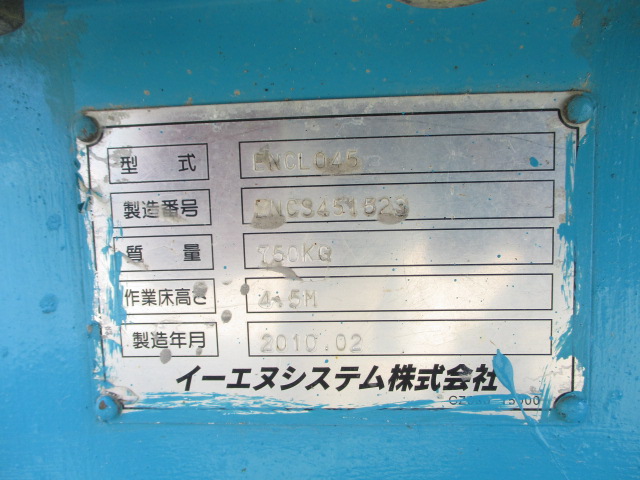 型式 ENCL045
製造番号 ENCS451623
質量 750KG
作業床高さ 4.5M
製造年月 2010.02
イーエヌシステム株式会社